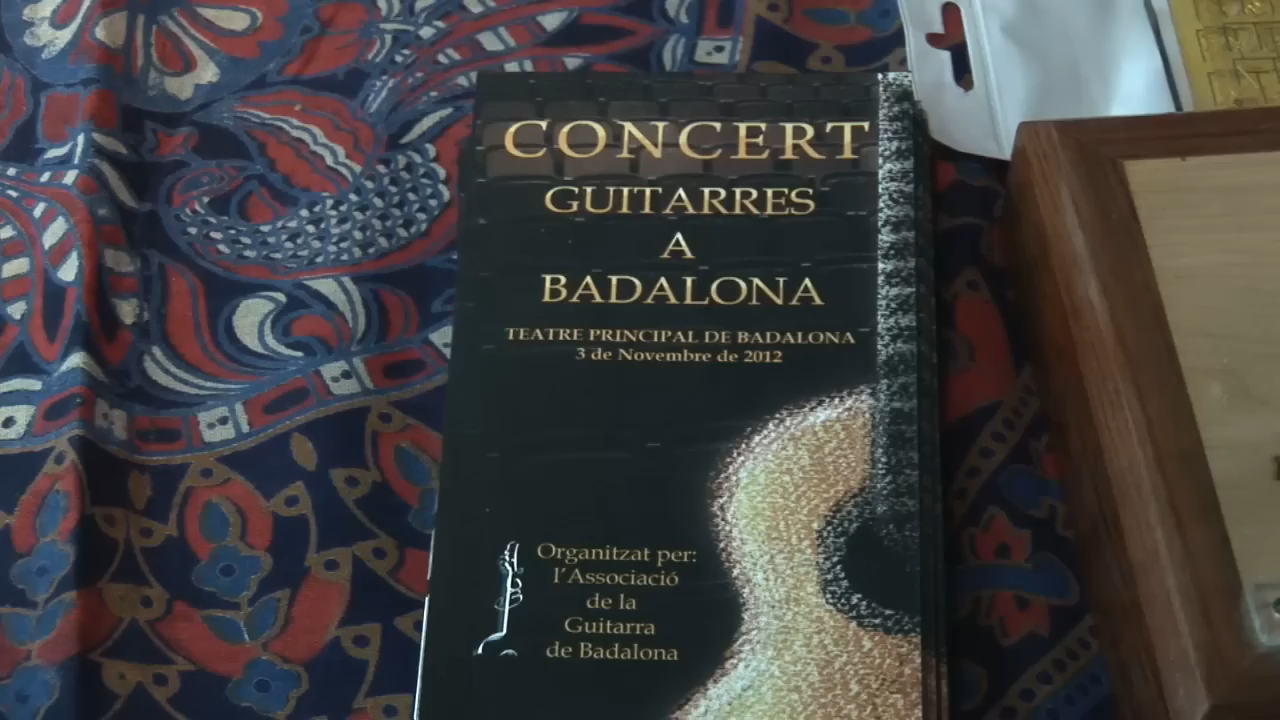 CONCERT
GUITARRES
A
BADALONA
TEATRE PRINCIPAL DE BADALONA
3 de Novembre de 2012
Organitzat per:
l'Associació
de la
Guitarra
de Badalona